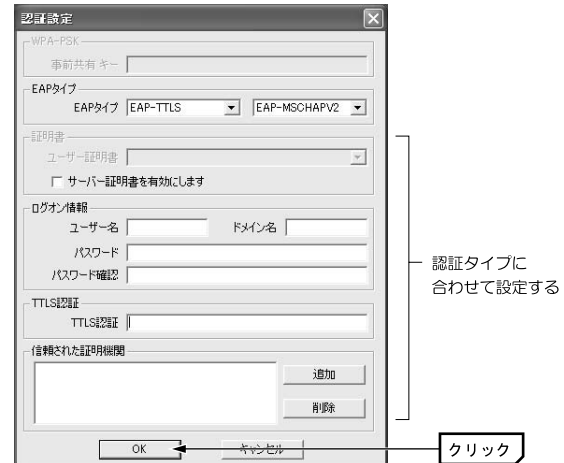 認証設定
WPA-PSK
事前共有 キー
EAPタイプ
EAPタイプ EAP-TTLS EAP-MSCHAPV2
証明書
ユーザー証明書
サーバー証明書を有効にします
ログオン情報
ユーザー名 ドメイン名
パスワード
パスワード確認
TTLS認証
TTLS認証
信頼された証明機関
追加
削除
OK キャンセル
認証タイプに
合わせて設定する
クリック